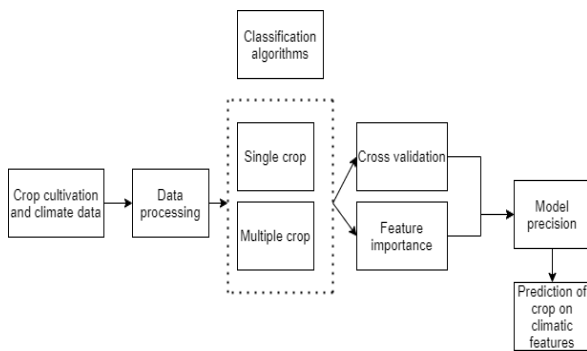 Classification
algorithms
Single crop
Multiple crop
Crop cultivation
and climate data
Data
processing
Cross validation
Feature
importance
Model
precision
Prediction of
crop on
climatic
features